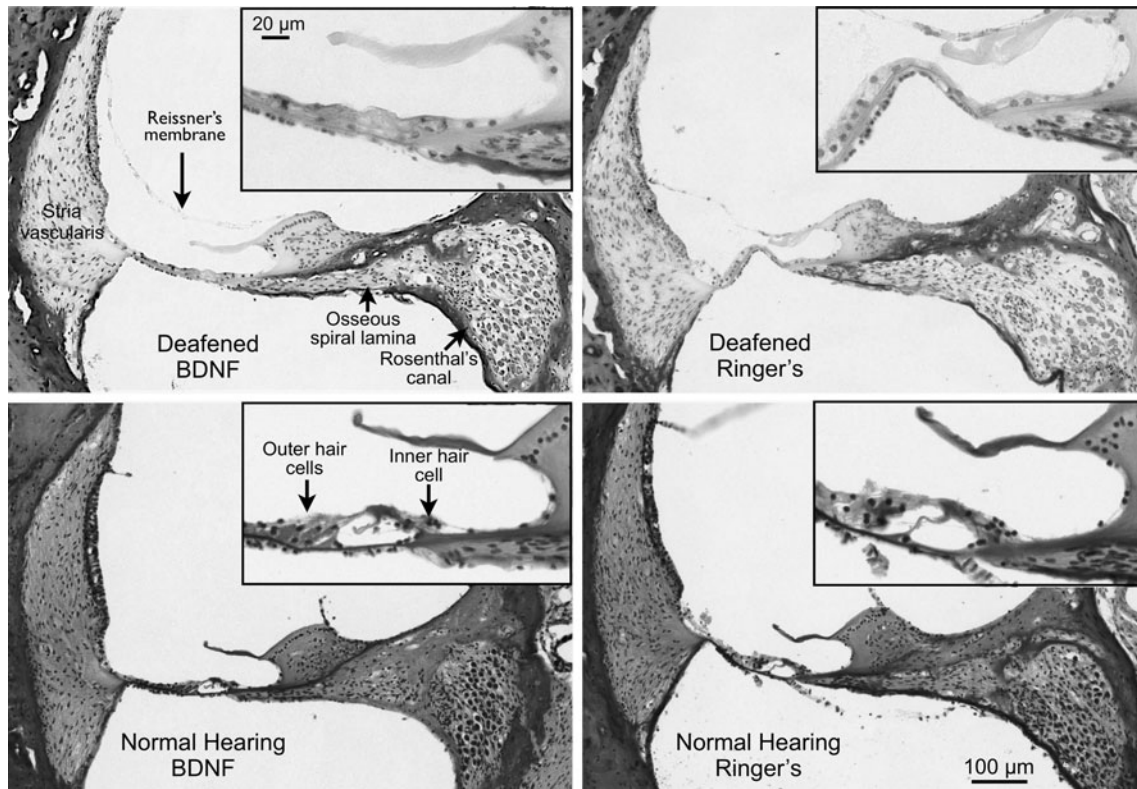 20 µm
Reissner's
membrane
Stria
vascularis
Osseous
spiral lamina
Rosenthal's
canal
Deafened
BDNF
Deafened
Ringer's
Outer hair
cells
Inner hair
cell
Normal Hearing
BDNF
Normal Hearing
Ringer's
100 µm